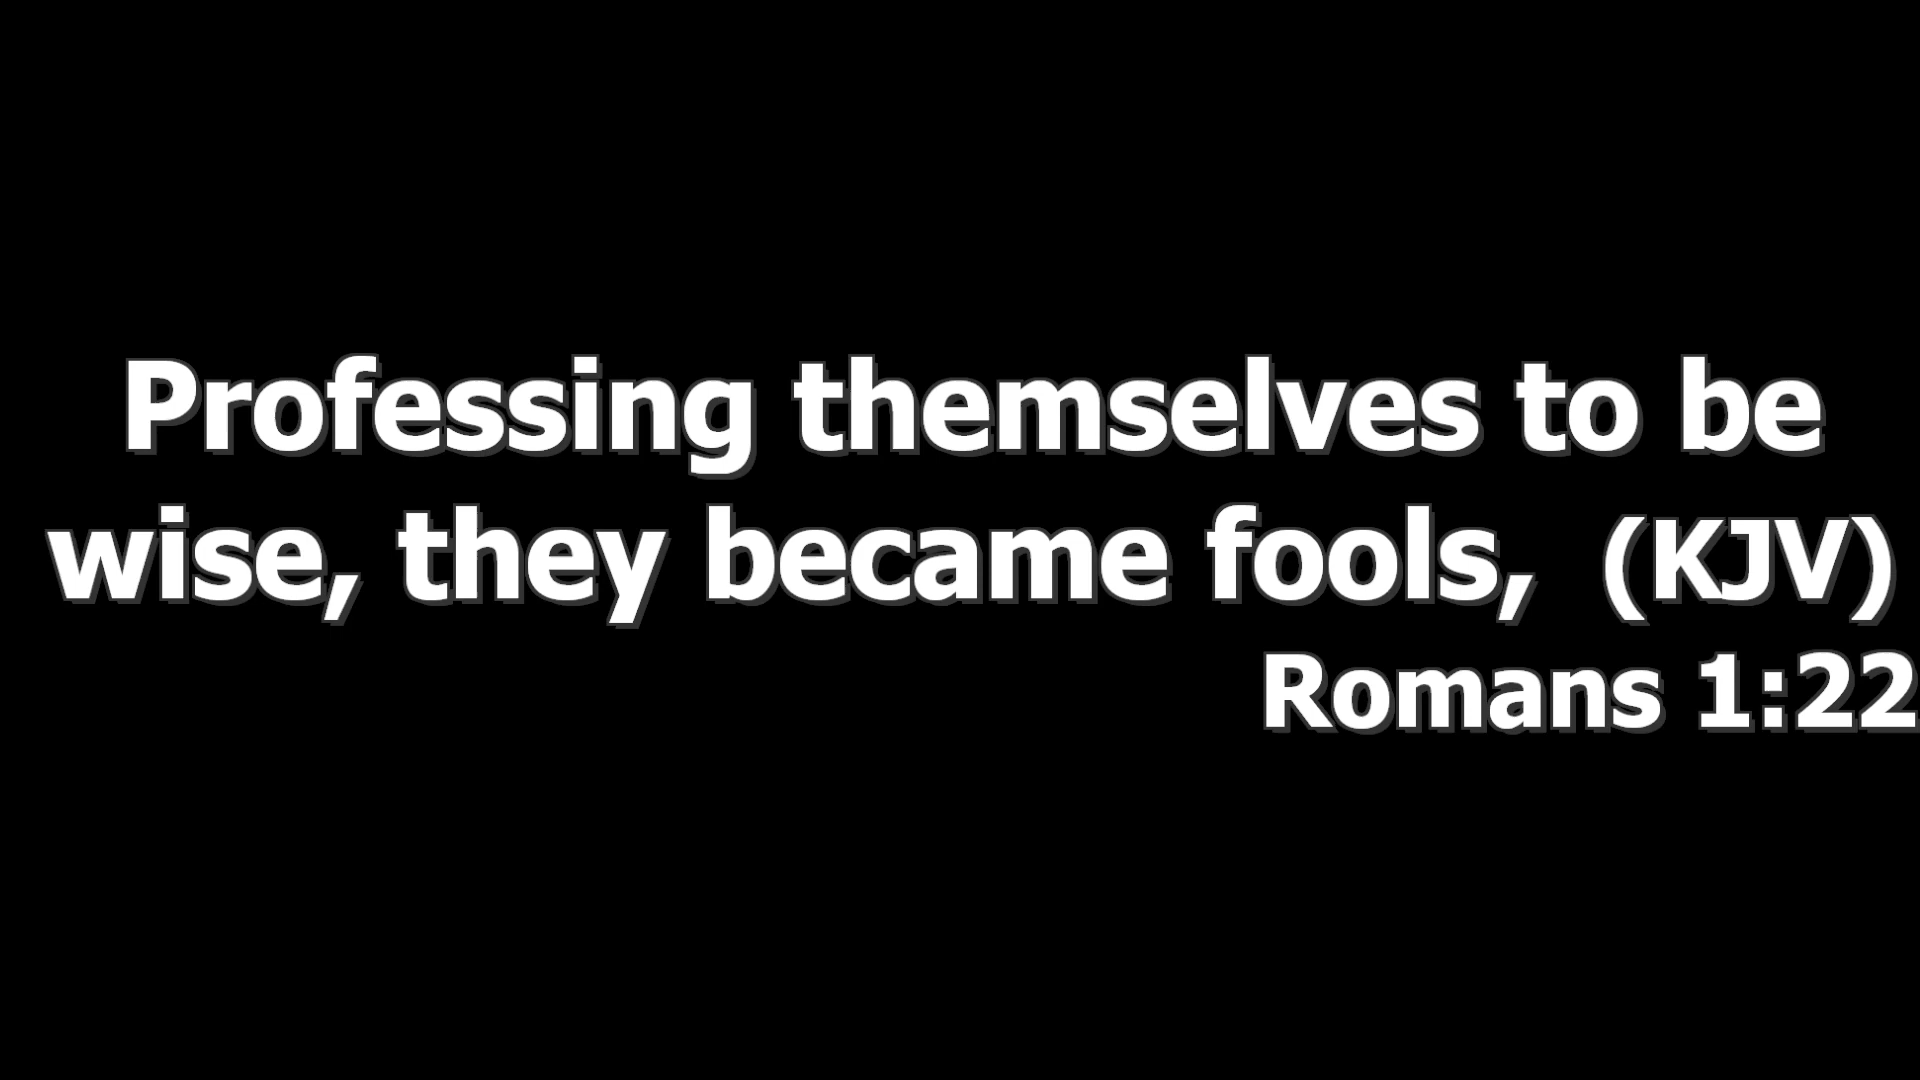 Professing themselves to be
wise, they became fools, (KJV)
Romans 1:22